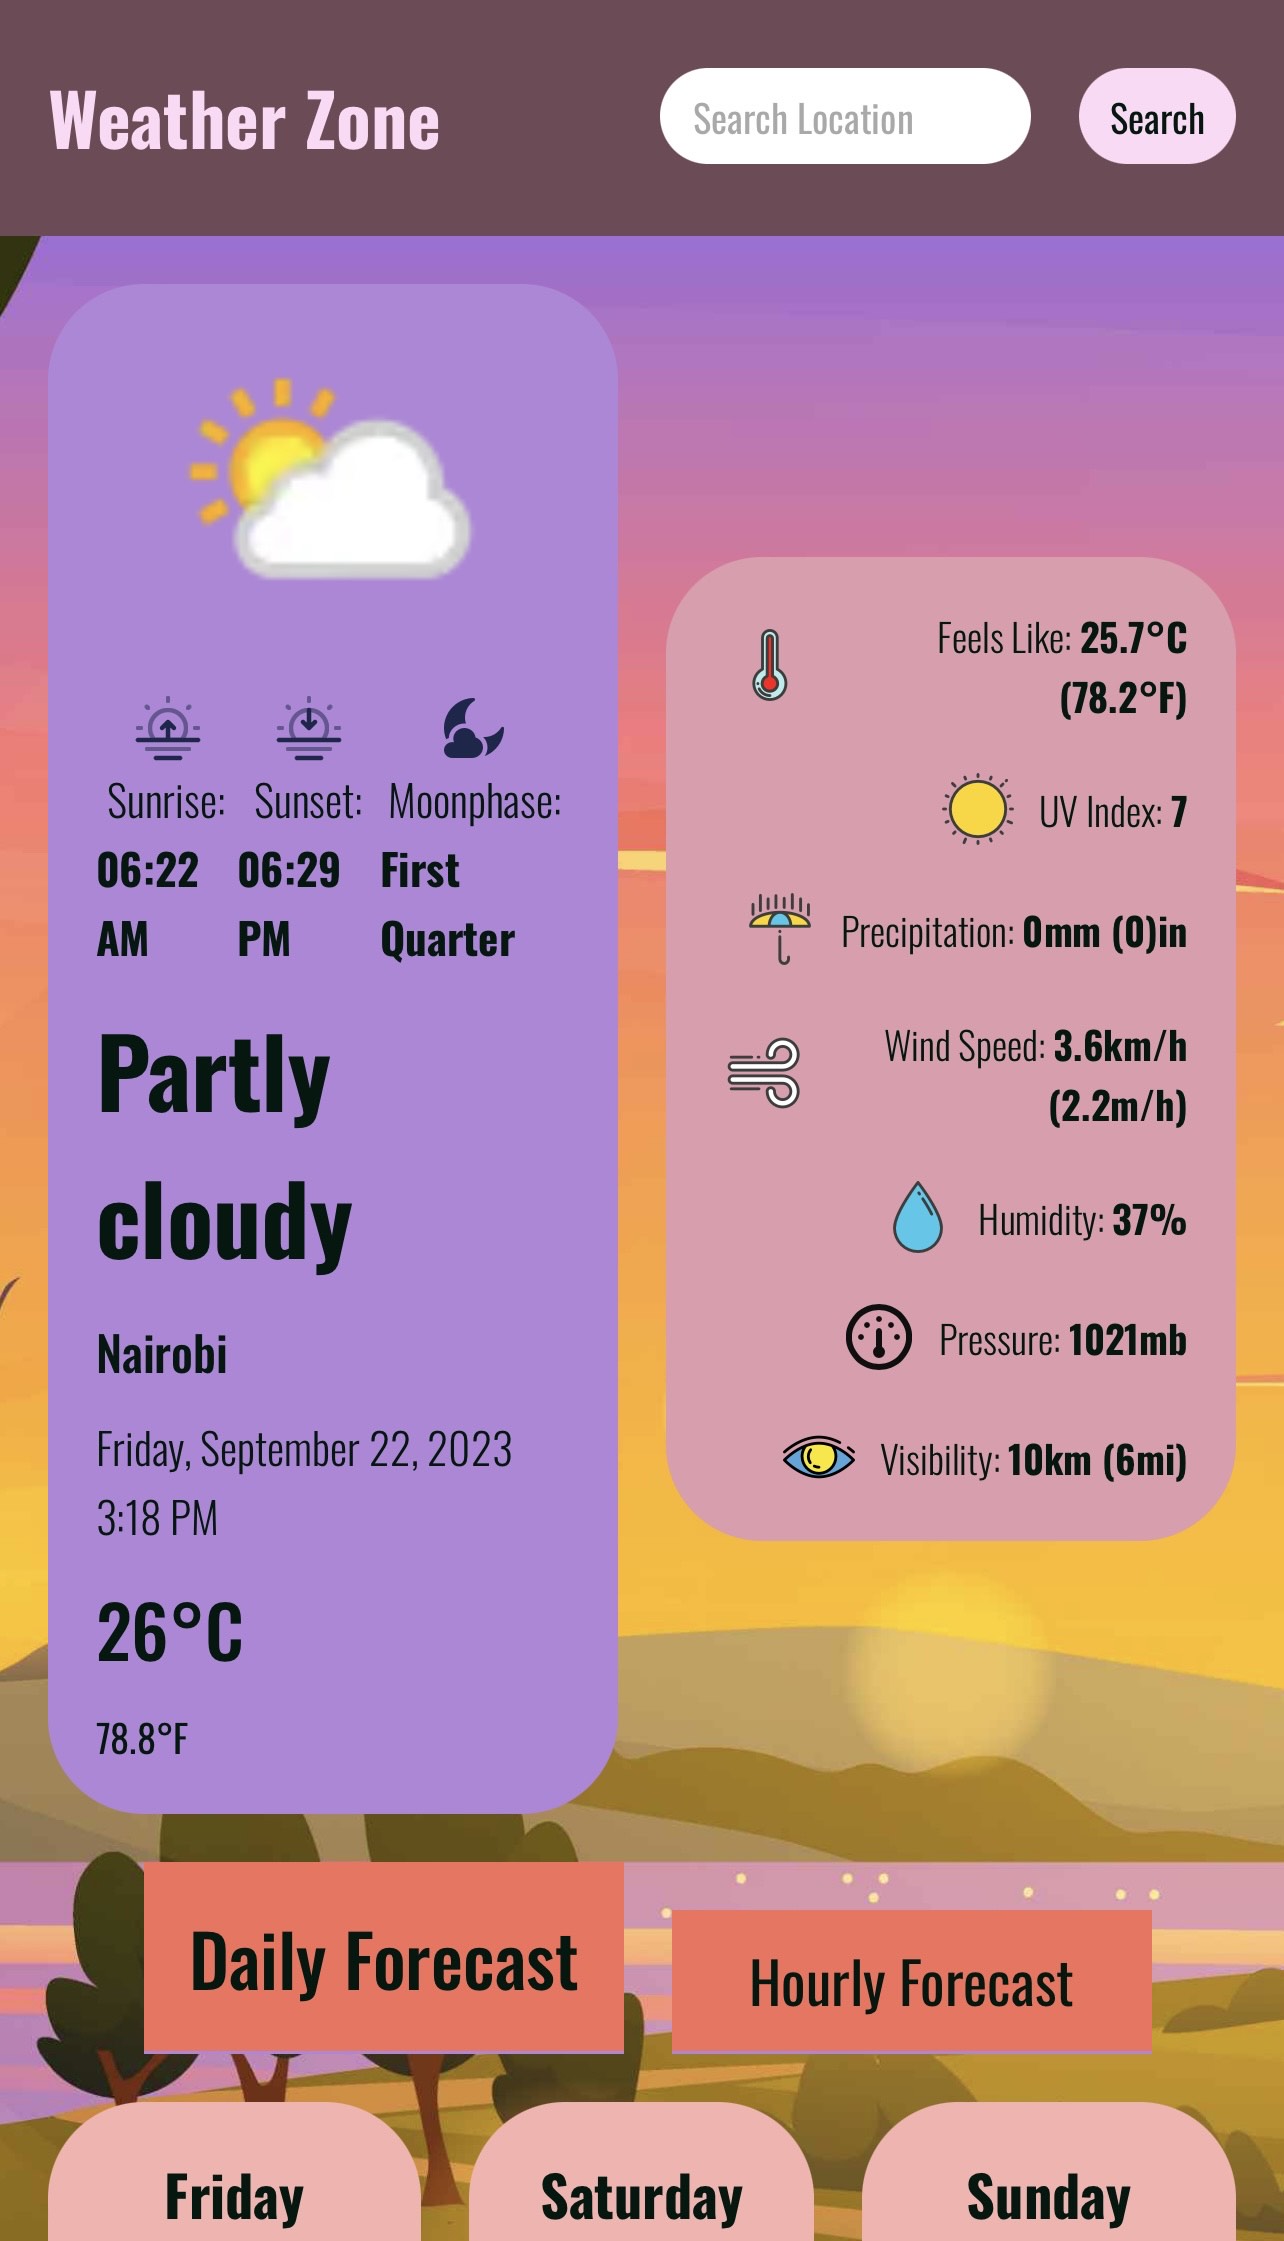 Weather Zone
Search Location
Search
Sunrise:
06:22
AM
Sunset:
06:29
PM
Moonphase:
First
Quarter
Partly
cloudy
Nairobi
Friday, September 22, 2023
3:18 PM
26°C
78.8°F
Feels Like: 25.7°C
(78.2°F)
UV Index: 7
Precipitation: 0mm (0)in
Wind Speed: 3.6km/h
(2.2m/h)
Humidity: 37%
Pressure: 1021mb
Visibility: 10km (6mi)
Daily Forecast
Hourly Forecast
Friday
Saturday
Sunday